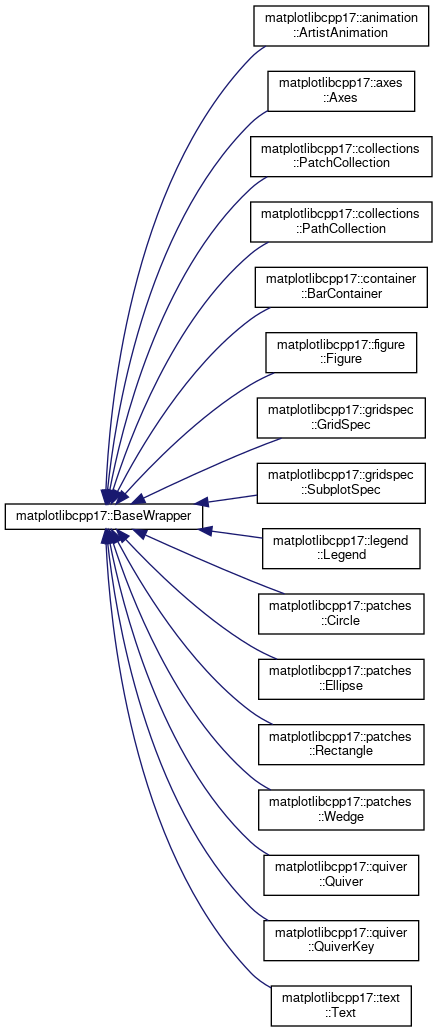 matplotlibcpp17::animation
::ArtistAnimation
matplotlibcpp17::axes
::Axes
matplotlibcpp17::collections
::PatchCollection
matplotlibcpp17::collections
::PathCollection
matplotlibcpp17::container
::BarContainer
matplotlibcpp17::figure
::Figure
matplotlibcpp17::gridspec
::GridSpec
matplotlibcpp17::gridspec
::SubplotSpec
matplotlibcpp17::BaseWrapper
matplotlibcpp17::legend
::Legend
matplotlibcpp17::patches
::Circle
matplotlibcpp17::patches
::Ellipse
matplotlibcpp17::patches
::Rectangle
matplotlibcpp17::patches
::Wedge
matplotlibcpp17::quiver
::Quiver
matplotlibcpp17::quiver
::QuiverKey
matplotlibcpp17::text
::Text